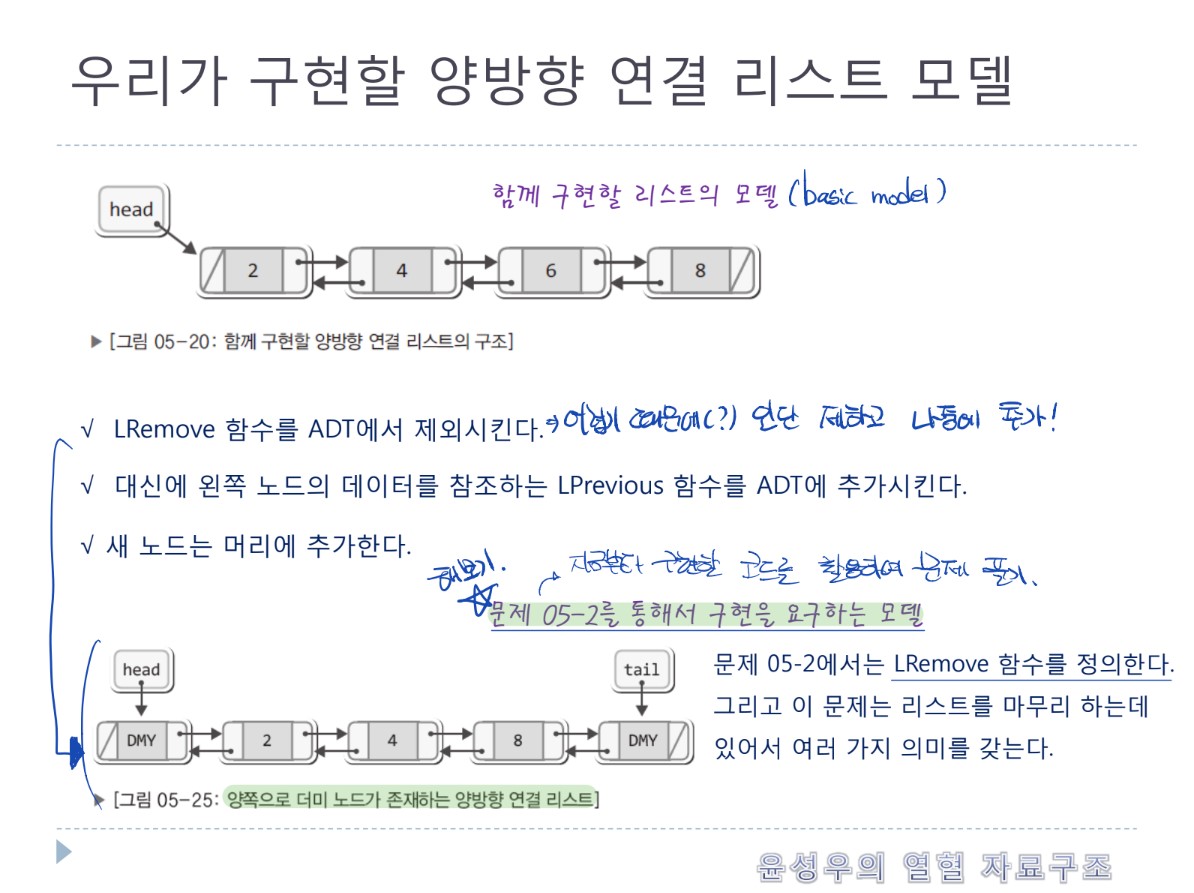 우리가 구현할 양방향 연결 리스트 모델
함께 구현할 리스트의 모델 (basic model)
head
2 4 6 8
▶ [그림 05-20: 함께 구현할 양방향 연결 리스트의 구조]
√ LRemove 함수를 ADT에서 제외시킨다. → 어렵기 때문에(?) 일단 제하고 나중에 추가!
√ 대신에 왼쪽 노드의 데이터를 참조하는 LPrevious 함수를 ADT에 추가시킨다.
√ 새 노드는 머리에 추가한다.
해보기.
지금부터 구현할 코드를 활용하여 문제 풀기.
문제 05-2를 통해서 구현을 요구하는 모델
head tail
DMY 2 4 8 DMY
문제 05-2에서는 LRemove 함수를 정의한다.
그리고 이 문제는 리스트를 마무리 하는데
있어서 여러 가지 의미를 갖는다.
▶ [그림 05-25: 양쪽으로 더미 노드가 존재하는 양방향 연결 리스트]
윤성우의 열혈 자료구조